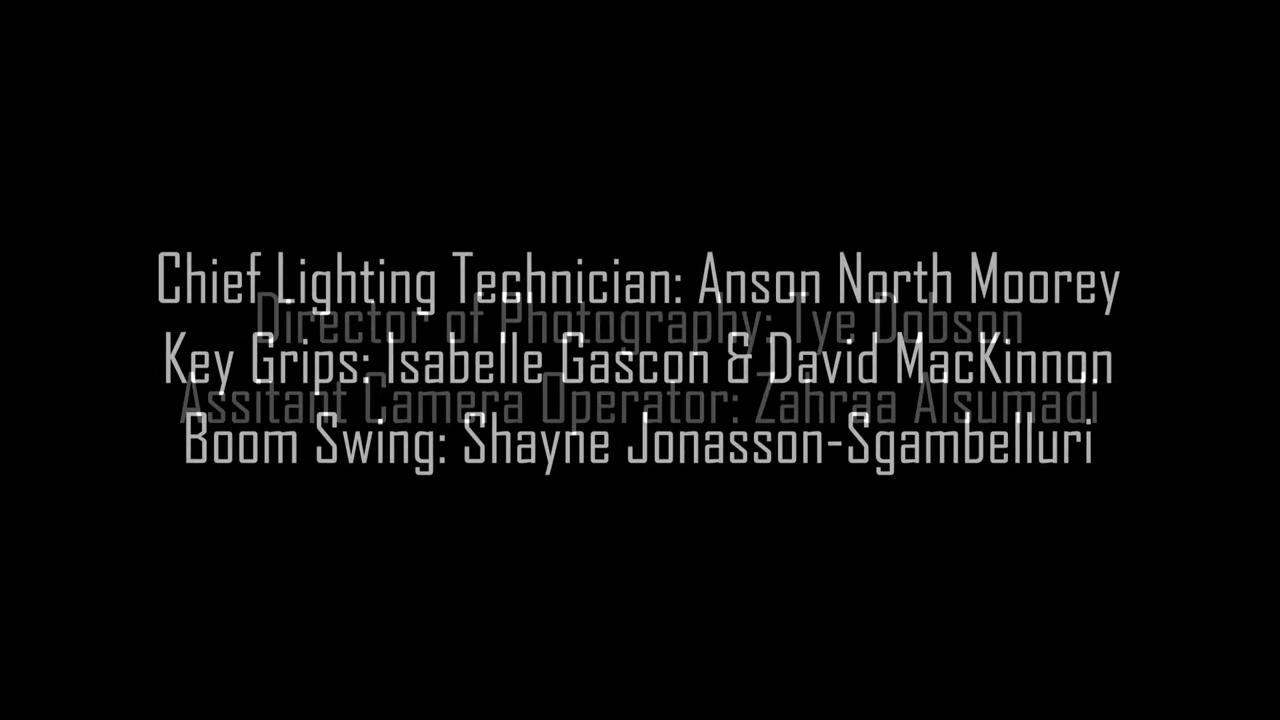 Chief Lighting Technician: Anson North Moorey
Director of Photography: Tye Dobson
Key Grips: Isabelle Gascon & David MacKinnon
Assitant Camera Operator: Zahraa Alsumadi
Boom Swing: Shayne Jonasson-Sgambelluri